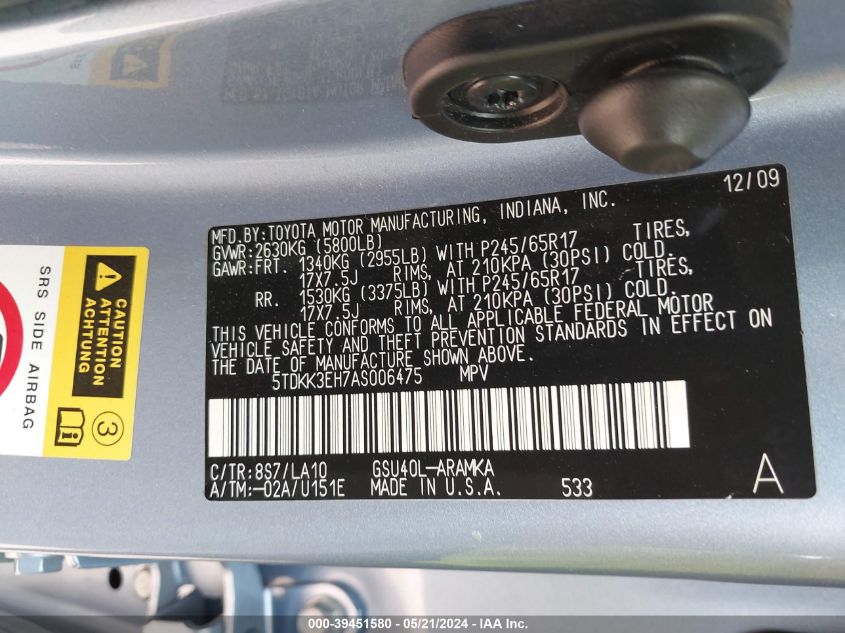 12/09
MFD.BY:TOYOTA MOTOR MANUFACTURING, INDIANA, INC.
GVWR:2630KG (5800LB)
GAWR:FRT. 1340KG (2955LB) WITH P245/65R17 TIRES,
17X7.5J RIMS, AT 210KPA (30PSI) COLD.
RR. 1530KG (3375LB) WITH P245/65R17 TIRES,
17X7.5J RIMS, AT 210KPA (30PSI) COLD.
THIS VEHICLE CONFORMS TO ALL APPLICABLE FEDERAL MOTOR
VEHICLE SAFETY AND THEFT PREVENTION STANDARDS IN EFFECT ON
THE DATE OF MANUFACTURE SHOWN ABOVE.
5TDKK3EH7AS006475 MPV
C/TR:8S7/LA10 GSU40L-ARAMKA
A/TM:-02A/U151E MADE IN U.S.A. 533
A
SRS SIDE AIRBAG
CAUTION
ATTENTION
ACHTUNG
3
000-39451580 - 05/21/2024 - IAA Inc.